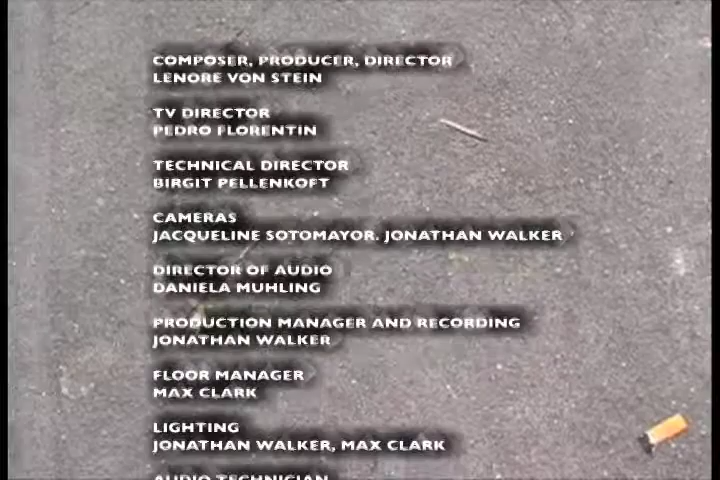 COMPOSER, PRODUCER, DIRECTOR
LENORE VON STEIN
TV DIRECTOR
PEDRO FLORENTIN
TECHNICAL DIRECTOR
BIRGIT PELLENKOFT
CAMERAS
JACQUELINE SOTOMAYOR. JONATHAN WALKER
DIRECTOR OF AUDIO
DANIELA MUHLING
PRODUCTION MANAGER AND RECORDING
JONATHAN WALKER
FLOOR MANAGER
MAX CLARK
LIGHTING
JONATHAN WALKER, MAX CLARK
AUDIO TECHNICIAN